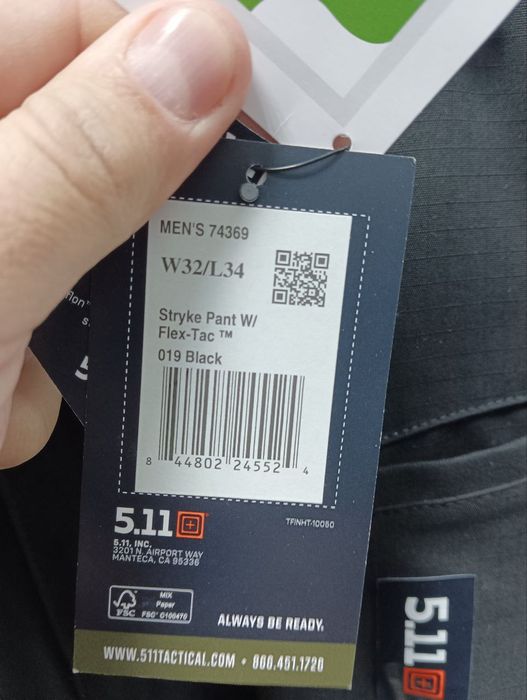 MEN'S 74369
W32/L34
Stryke Pant W/
Flex-Tac ™
019 Black
8 44802 24552 4
5.11®
TFINHT-10050
5.11, INC.
3201 N. AIRPORT WAY
MANTECA, CA 95336
MIX
Paper
FSC
FSC® C100470
ALWAYS BE READY.
WWW.511TACTICAL.COM • 800.451.1726
5.11